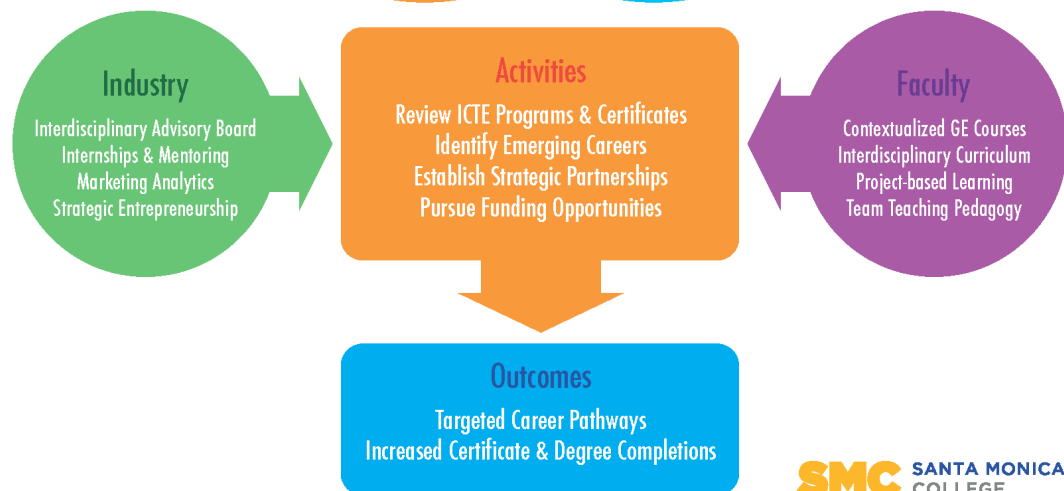 Industry
Interdisciplinary Advisory Board
Internships & Mentoring
Marketing Analytics
Strategic Entrepreneurship
Activities
Review ICTE Programs & Certificates
Identify Emerging Careers
Establish Strategic Partnerships
Pursue Funding Opportunities
Faculty
Contextualized GE Courses
Interdisciplinary Curriculum
Project-based Learning
Team Teaching Pedagogy
Outcomes
Targeted Career Pathways
Increased Certificate & Degree Completions
SMC SANTA MONICA
COLLEGE